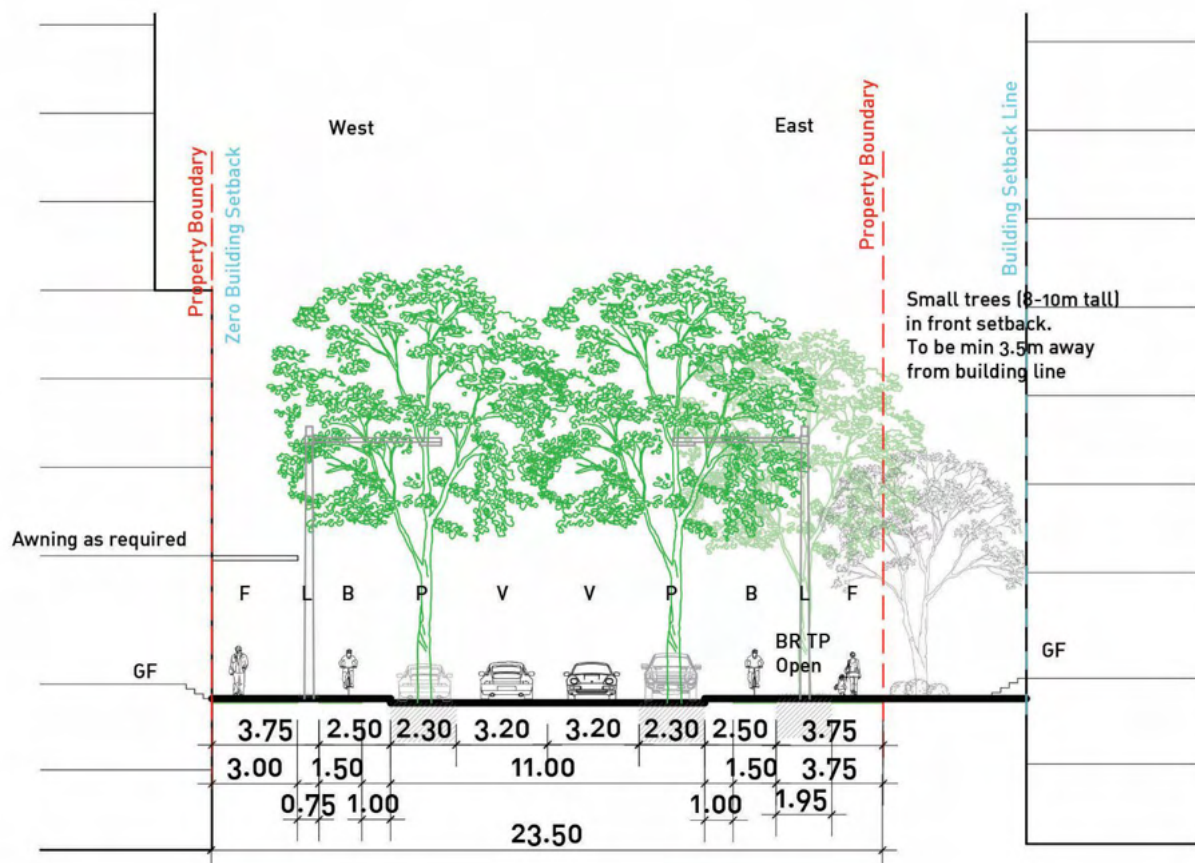 West
East
Property Boundary
Zero Building Setback
Property Boundary
Building Setback Line
Small trees (8-10m tall)
in front setback.
To be min 3.5m away
from building line
Awning as required
F
L
B
P
V
V
P
B
L
F
BR TP
Open
GF
GF
3.75
2.50
2.30
3.20
3.20
2.30
2.50
3.75
3.00
1.50
11.00
1.50
3.75
0.75
1.00
1.00
1.95
23.50